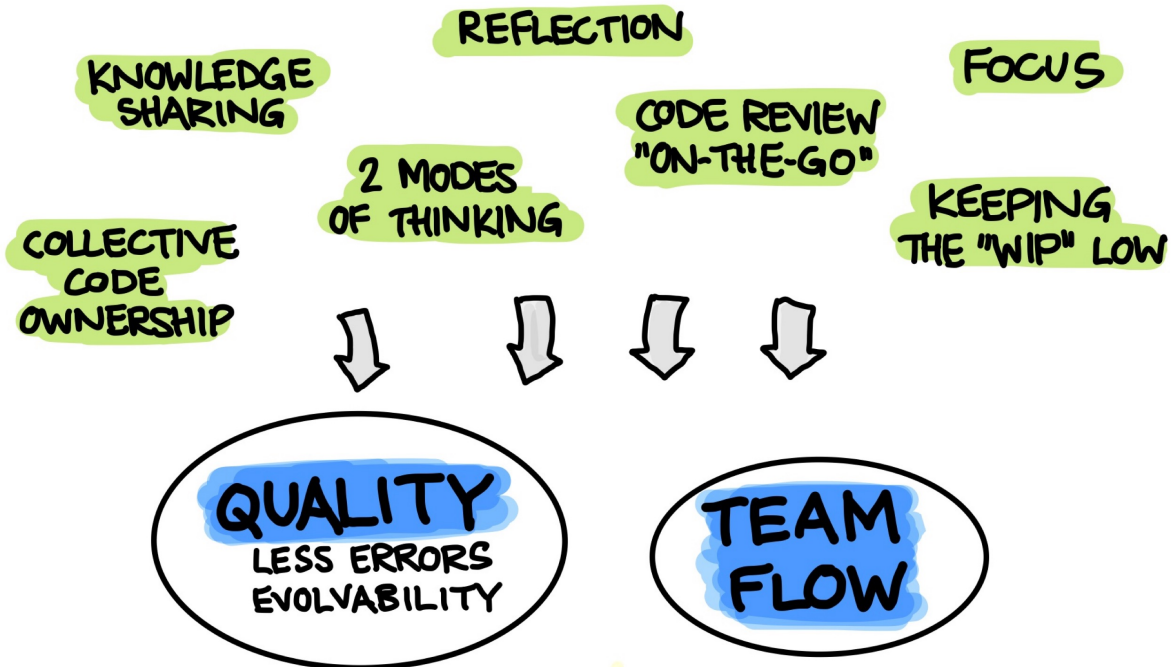 REFLECTION
KNOWLEDGE
SHARING
FOCUS
CODE REVIEW
"ON-THE-GO"
2 MODES
OF THINKING
KEEPING
THE "WIP" LOW
COLLECTIVE
CODE
OWNERSHIP
QUALITY
LESS ERRORS
EVOLVABILITY
TEAM
FLOW